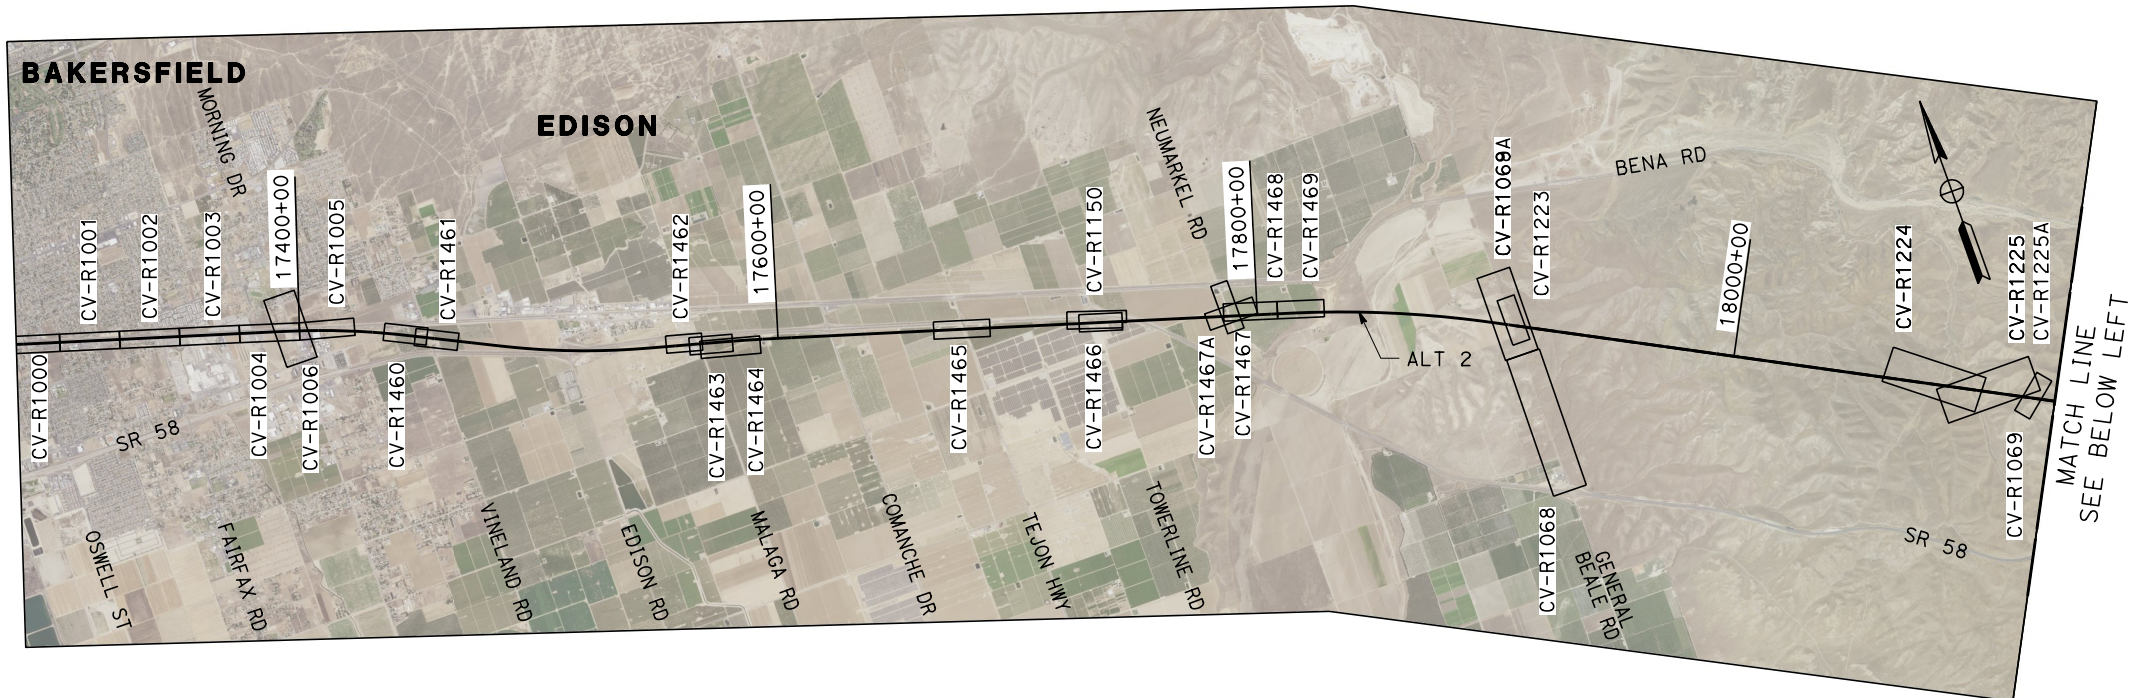 BAKERSFIELD
EDISON
MORNING DR
NEUMARKEL RD
BENA RD
CV-R1001
CV-R1002
CV-R1003
17400+00
CV-R1005
CV-R1461
CV-R1462
17600+00
CV-R1150
17800+00
CV-R1468
CV-R1469
CV-R1223
18000+00
CV-R1224
CV-R1225
CV-R1225A
CV-R1000
CV-R1004
CV-R1006
CV-R1460
CV-R1463
CV-R1464
CV-R1465
CV-R1466
CV-R1467A
CV-R1467
ALT 2
CV-R1068
CV-R1069
SR 58
SR 58
OSWELL ST
FAIRFAX RD
VINELAND RD
EDISON RD
MALAGA RD
COMANCHE DR
TEJON HWY
TOWERLINE RD
GENERAL
BEALE RD
MATCH LINE
SEE BELOW LEFT